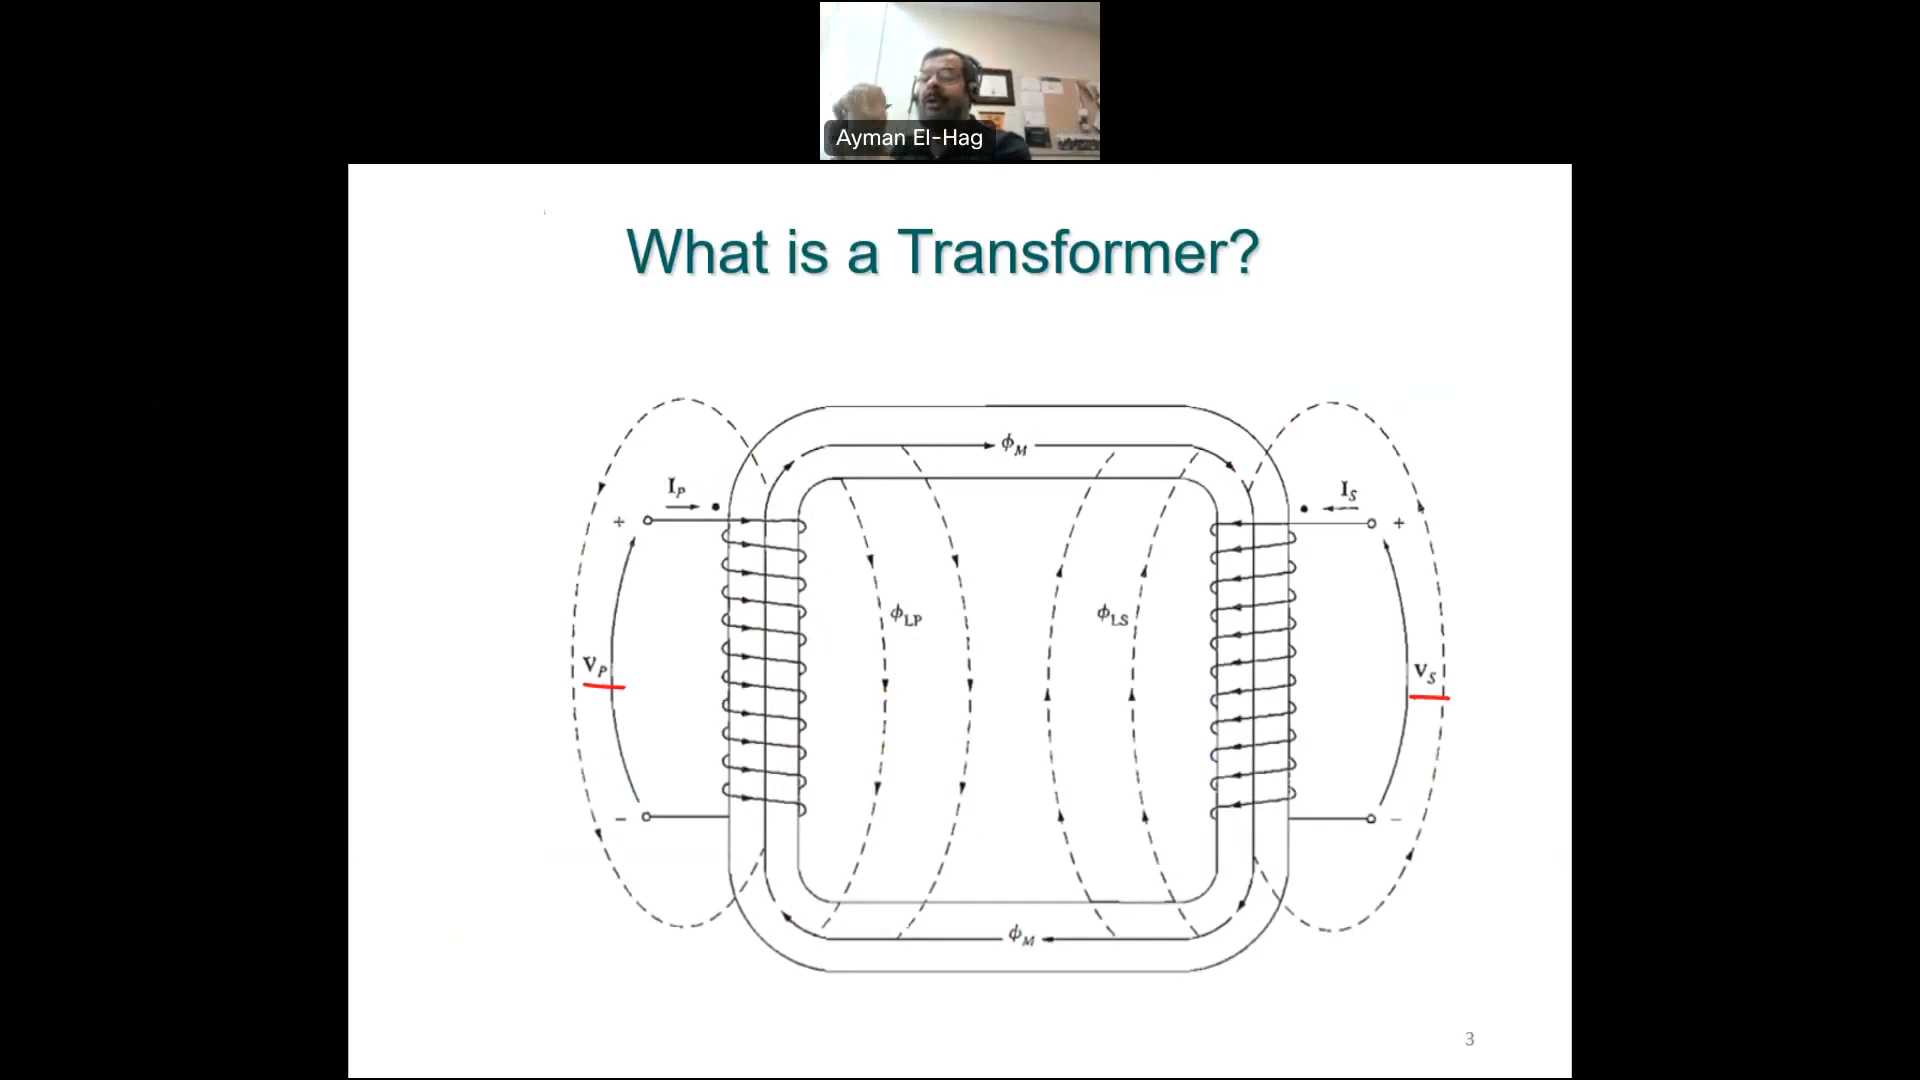 Ayman El-Hag
What is a Transformer?
ϕM
IP
IS
+
+
ϕLP
ϕLS
VP
VS
–
–
ϕM
3